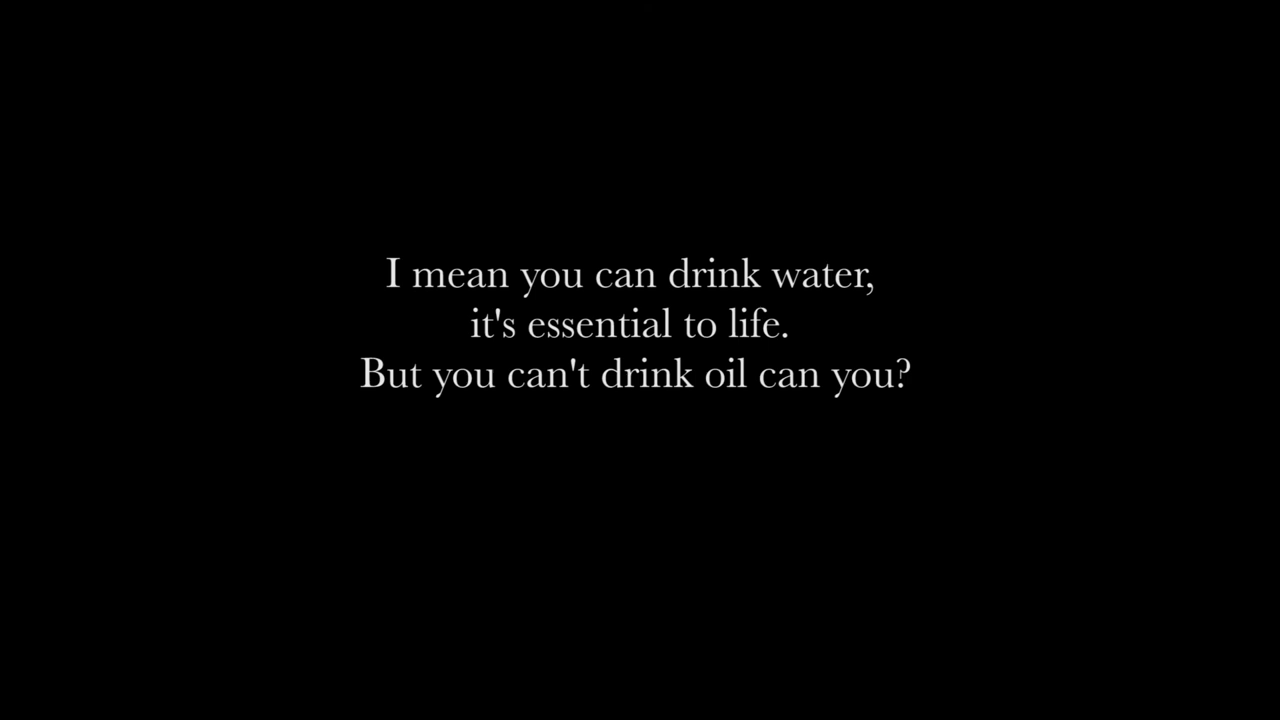 I mean you can drink water,
it's essential to life.
But you can't drink oil can you?